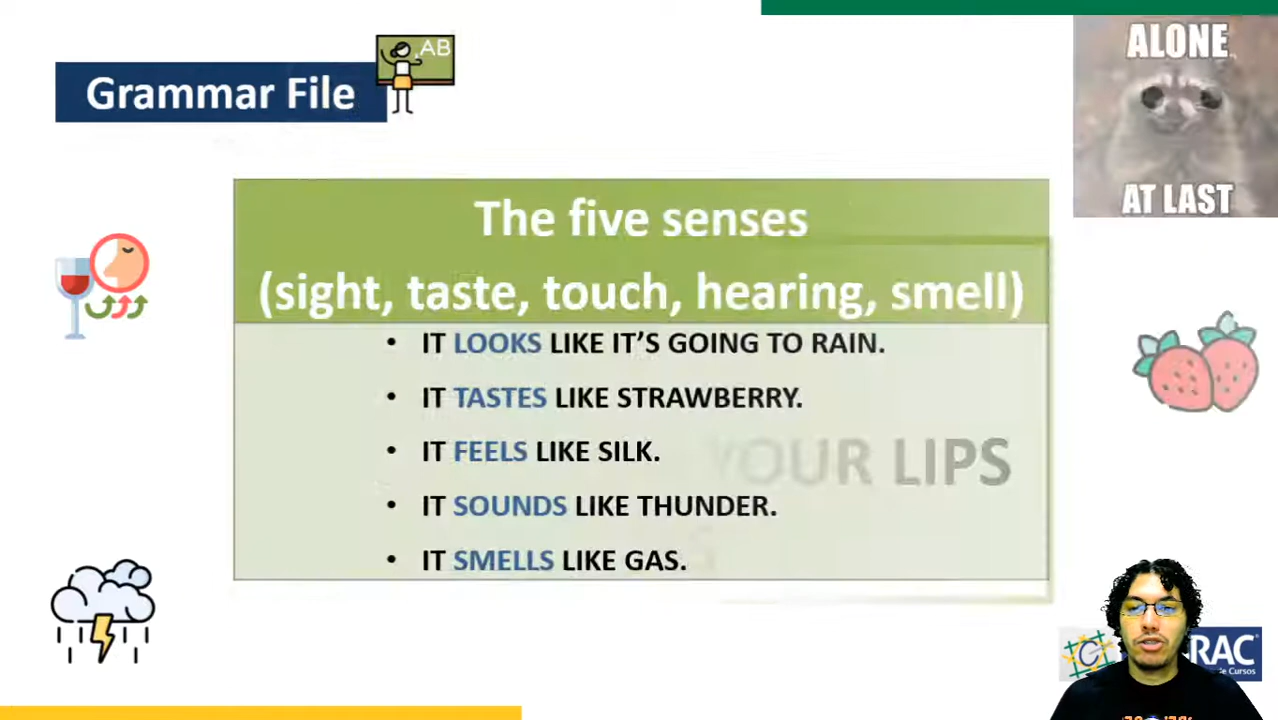 ALONE
AT LAST
,AB
Grammar File
The five senses
(sight, taste, touch, hearing, smell)
• IT LOOKS LIKE IT’S GOING TO RAIN.
• IT TASTES LIKE STRAWBERRY.
• IT FEELS LIKE SILK.
YOUR LIPS
• IT SOUNDS LIKE THUNDER.
• IT SMELLS LIKE GAS.
RAC
de Cursos